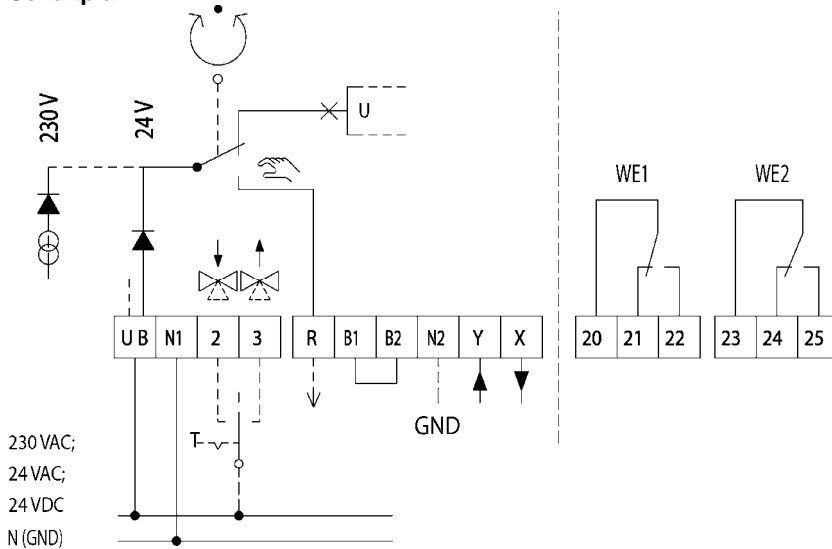 230 V
24 V
U
WE1
WE2
U B N1 2 3 R B1 B2 N2 Y X
20 21 22 23 24 25
GND
T
230 VAC;
24 VAC;
24 VDC
N (GND)